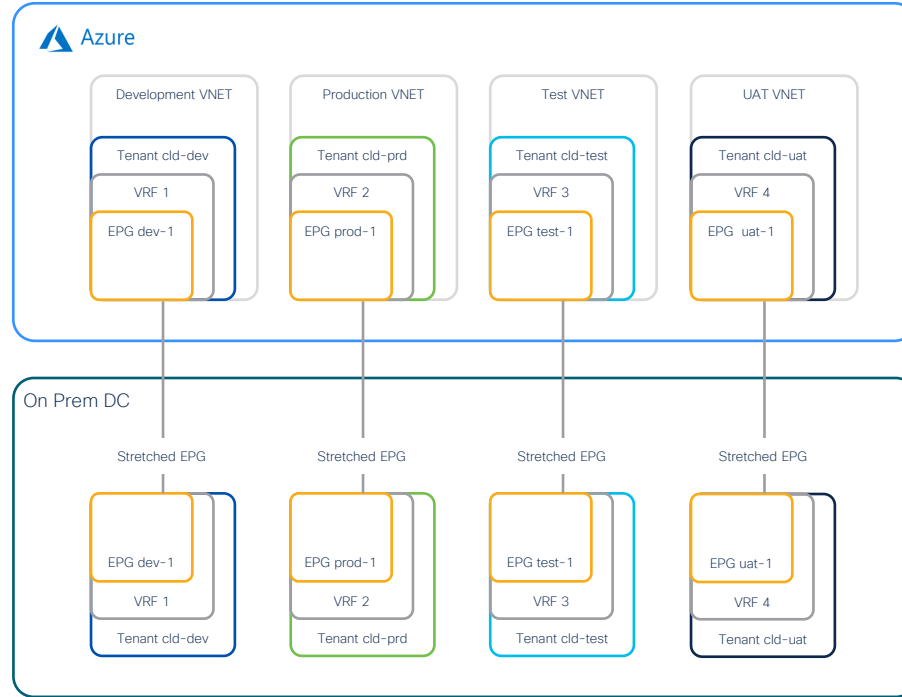 Azure
Development VNET
Production VNET
Test VNET
UAT VNET
Tenant cld-dev
Tenant cld-prd
Tenant cld-test
Tenant cld-uat
VRF 1
VRF 2
VRF 3
VRF 4
EPG dev-1
EPG prod-1
EPG test-1
EPG uat-1
On Prem DC
Stretched EPG
Stretched EPG
Stretched EPG
Stretched EPG
EPG dev-1
EPG prod-1
EPG test-1
EPG uat-1
VRF 1
VRF 2
VRF 3
VRF 4
Tenant cld-dev
Tenant cld-prd
Tenant cld-test
Tenant cld-uat